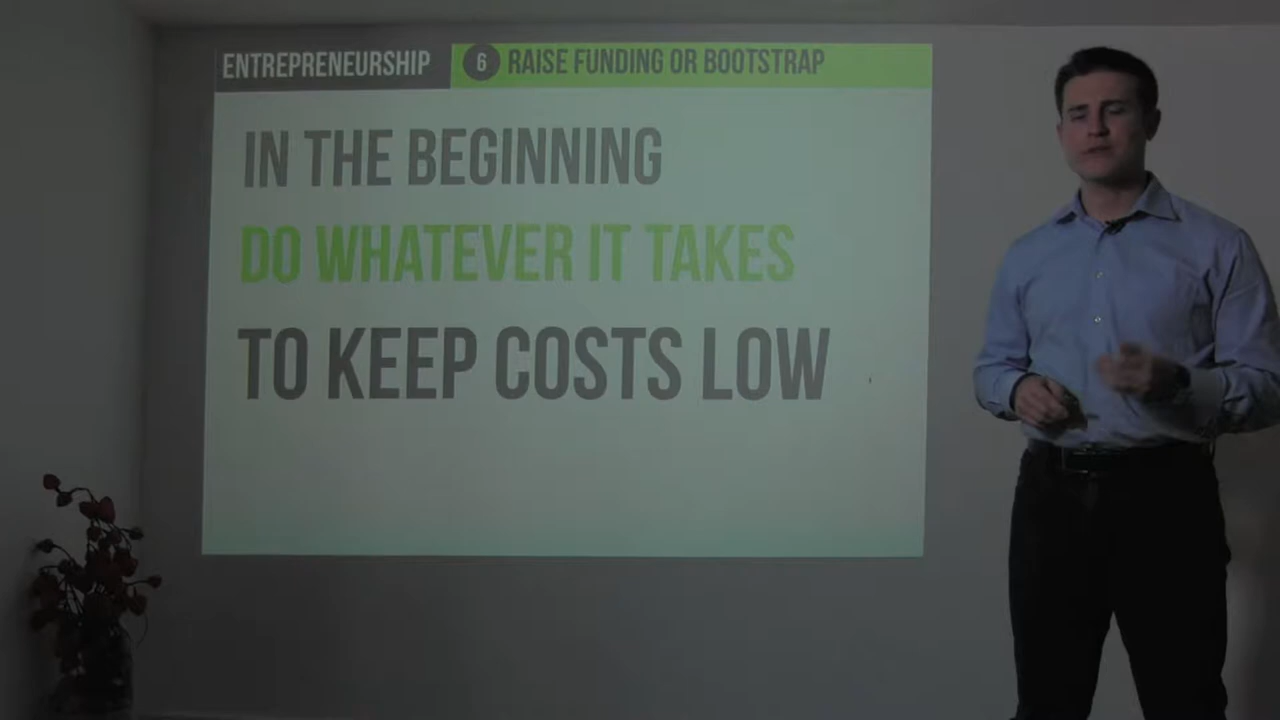 ENTREPRENEURSHIP
6 RAISE FUNDING OR BOOTSTRAP
IN THE BEGINNING
DO WHATEVER IT TAKES
TO KEEP COSTS LOW